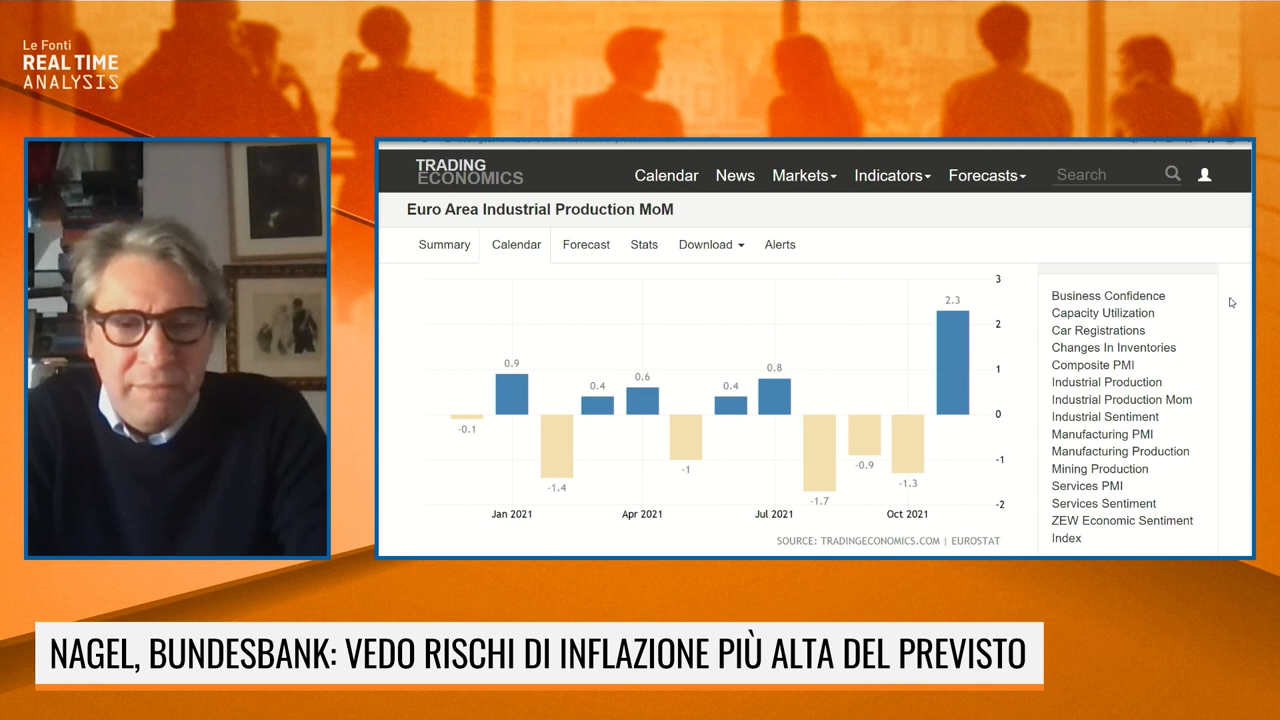 Le Fonti
REAL TIME
ANALYSIS
TRADING
ECONOMICS
Calendar News Markets Indicators Forecasts Search
Euro Area Industrial Production MoM
Summary Calendar Forecast Stats Download Alerts
3
2
1
0
-1
-2
-0.1
0.9
-1.4
0.4
0.6
-1
0.4
0.8
-1.7
-0.9
-1.3
2.3
Jan 2021 Apr 2021 Jul 2021 Oct 2021
SOURCE: TRADINGECONOMICS.COM | EUROSTAT
Business Confidence
Capacity Utilization
Car Registrations
Changes In Inventories
Composite PMI
Industrial Production
Industrial Production Mom
Industrial Sentiment
Manufacturing PMI
Manufacturing Production
Mining Production
Services PMI
Services Sentiment
ZEW Economic Sentiment
Index
NAGEL, BUNDESBANK: VEDO RISCHI DI INFLAZIONE PIÙ ALTA DEL PREVISTO